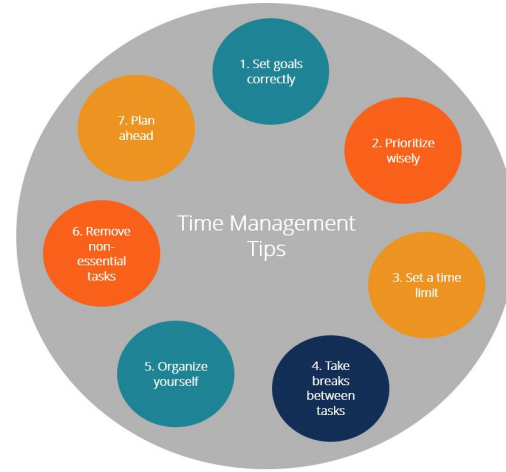 Time Management
Tips
1. Set goals
correctly
2. Prioritize
wisely
3. Set a time
limit
4. Take
breaks
between
tasks
5. Organize
yourself
6. Remove
non-
essential
tasks
7. Plan
ahead